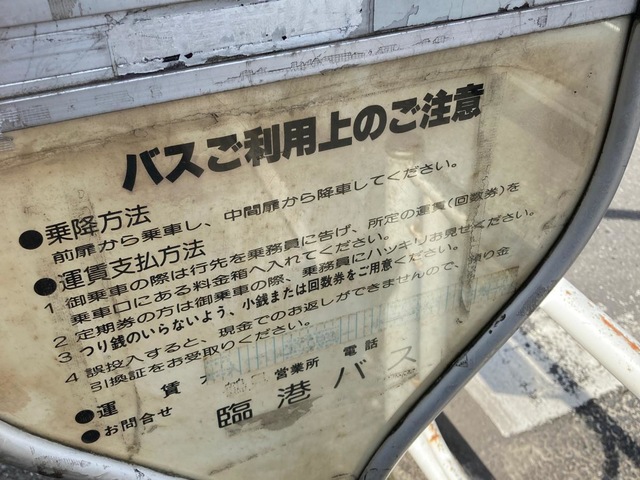 バスご利用上のご注意
●乗降方法
前扉から乗車し、中間扉から降車してください。
●運賃支払方法
1 御乗車の際は行先を乗務員に告げ、所定の運賃(回数券)を
乗車口にある料金箱へ入れてください。
2 定期券の方は御乗車の際、乗務員にハッキリお見せください。
3 つり銭のいらないよう、小銭または回数券をご用意ください。
4 誤投入すると、現金でのお返しができませんので、預り金
引換証をお受取りください。
●運 賃
●お問合せ 営業所 電話
臨港バス